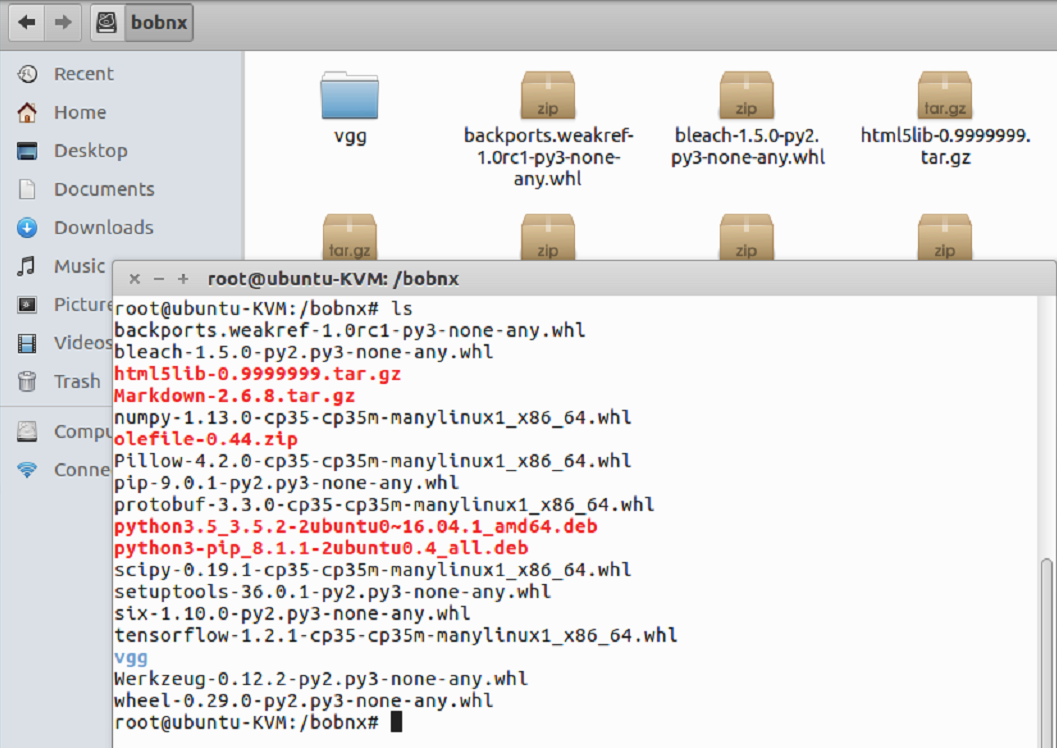 bobnx
Recent
Home
Desktop
Documents
Downloads
Music
Picture
Videos
Trash
Compu
Conne
vgg
zip
backports.weakref-
1.0rc1-py3-none-
any.whl
zip
bleach-1.5.0-py2.
py3-none-any.whl
tar.gz
html5lib-0.9999999.
tar.gz
tar.gz
zip
zip
zip
root@ubuntu-KVM: /bobnx
root@ubuntu-KVM:/bobnx# ls
backports.weakref-1.0rc1-py3-none-any.whl
bleach-1.5.0-py2.py3-none-any.whl
html5lib-0.9999999.tar.gz
Markdown-2.6.8.tar.gz
numpy-1.13.0-cp35-cp35m-manylinux1_x86_64.whl
olefile-0.44.zip
Pillow-4.2.0-cp35-cp35m-manylinux1_x86_64.whl
pip-9.0.1-py2.py3-none-any.whl
protobuf-3.3.0-cp35-cp35m-manylinux1_x86_64.whl
python3.5_3.5.2-2ubuntu0~16.04.1_amd64.deb
python3-pip_8.1.1-2ubuntu0.4_all.deb
scipy-0.19.1-cp35-cp35m-manylinux1_x86_64.whl
setuptools-36.0.1-py2.py3-none-any.whl
six-1.10.0-py2.py3-none-any.whl
tensorflow-1.2.1-cp35-cp35m-manylinux1_x86_64.whl
vgg
Werkzeug-0.12.2-py2.py3-none-any.whl
wheel-0.29.0-py2.py3-none-any.whl
root@ubuntu-KVM:/bobnx#